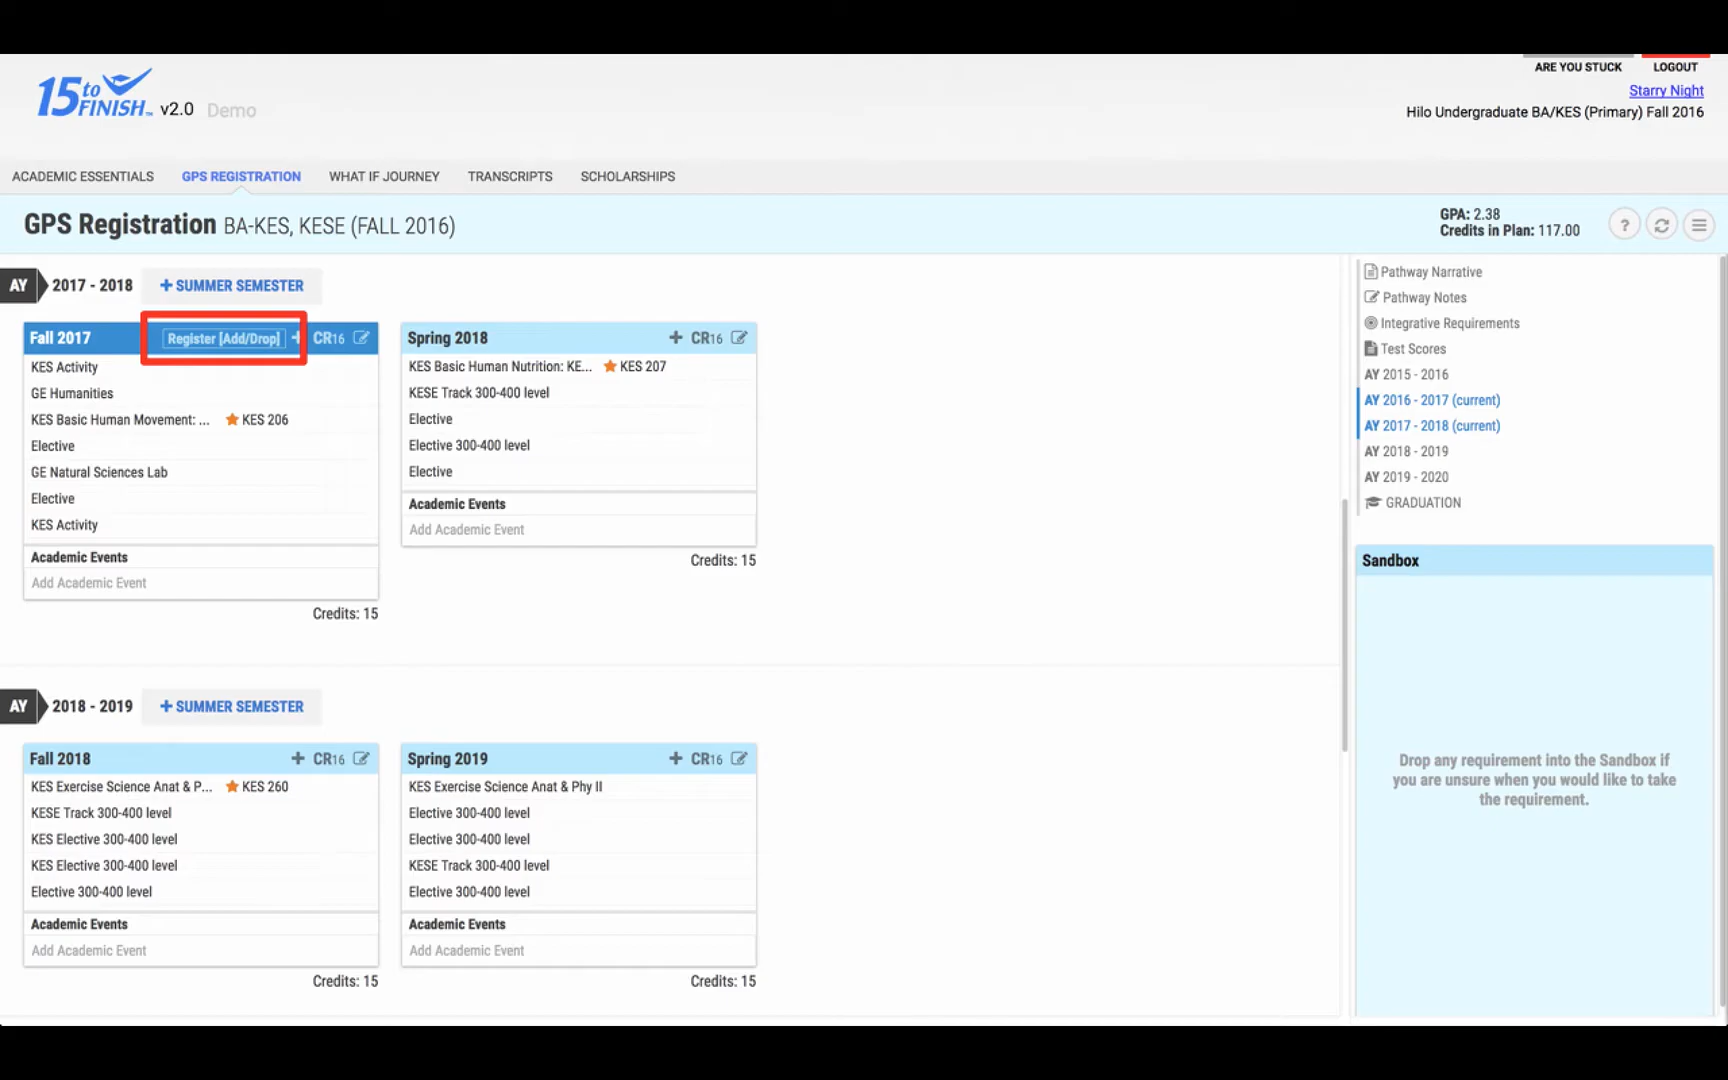 ARE YOU STUCK LOGOUT
15 to FINISH™ v2.0 Demo
Starry Night
Hilo Undergraduate BA/KES (Primary) Fall 2016
ACADEMIC ESSENTIALS GPS REGISTRATION WHAT IF JOURNEY TRANSCRIPTS SCHOLARSHIPS
GPS Registration BA-KES, KESE (FALL 2016)
GPA: 2.38
Credits in Plan: 117.00
?
AY 2017 - 2018 + SUMMER SEMESTER
Fall 2017 Register [Add/Drop] + CR16
KES Activity
GE Humanities
KES Basic Human Movement: ... KES 206
Elective
GE Natural Sciences Lab
Elective
KES Activity
Academic Events
Add Academic Event
Credits: 15
Spring 2018 + CR16
KES Basic Human Nutrition: KE... KES 207
KESE Track 300-400 level
Elective
Elective 300-400 level
Elective
Academic Events
Add Academic Event
Credits: 15
AY 2018 - 2019 + SUMMER SEMESTER
Fall 2018 + CR16
KES Exercise Science Anat & P... KES 260
KESE Track 300-400 level
KES Elective 300-400 level
KES Elective 300-400 level
Elective 300-400 level
Academic Events
Add Academic Event
Credits: 15
Spring 2019 + CR16
KES Exercise Science Anat & Phy II
Elective 300-400 level
Elective 300-400 level
KESE Track 300-400 level
Elective 300-400 level
Academic Events
Add Academic Event
Credits: 15
Pathway Narrative
Pathway Notes
Integrative Requirements
Test Scores
AY 2015 - 2016
AY 2016 - 2017 (current)
AY 2017 - 2018 (current)
AY 2018 - 2019
AY 2019 - 2020
GRADUATION
Sandbox
Drop any requirement into the Sandbox if
you are unsure when you would like to take
the requirement.